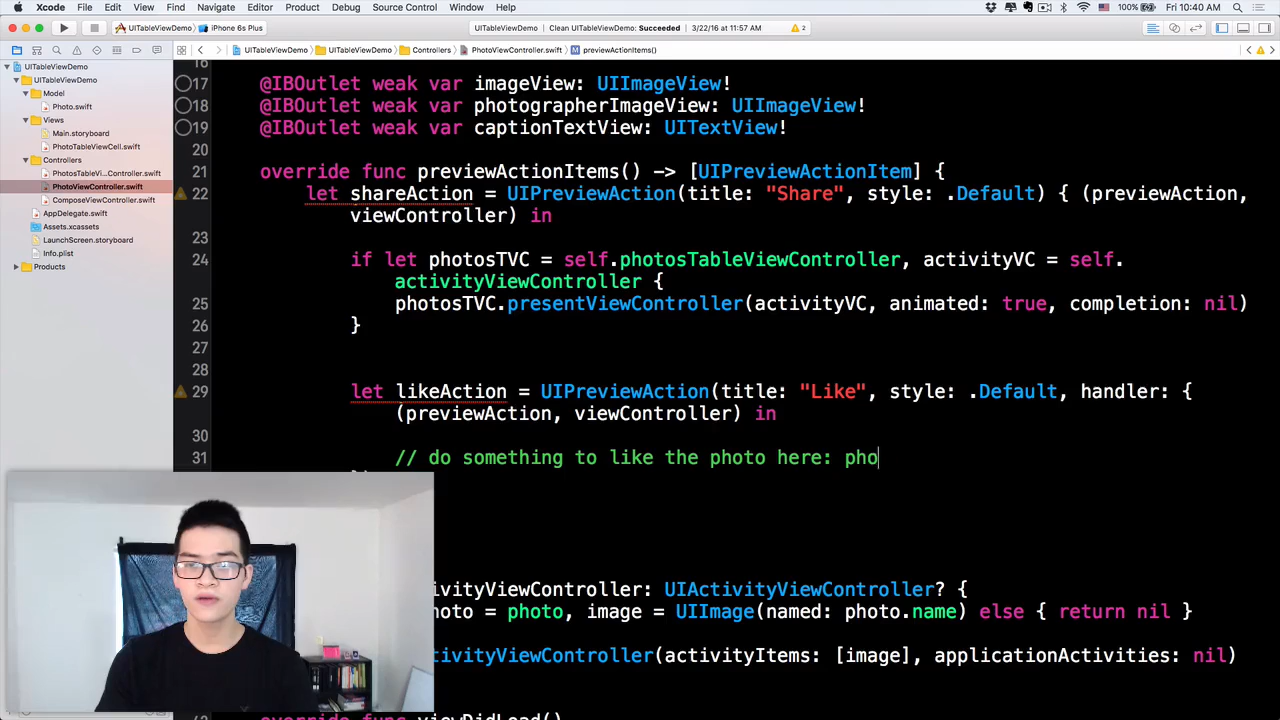 Xcode File Edit View Find Navigate Editor Product Debug Source Control Window Help
100% Fri 10:40 AM
UITableViewDemo iPhone 6s Plus
UITableViewDemo Clean UITableViewDemo: Succeeded 3/22/16 at 11:57 AM 2
UITableViewDemo UITableViewDemo Controllers PhotoViewController.swift M previewActionItems()
UITableViewDemo
UITableViewDemo
Model
Photo.swift
Views
Main.storyboard
PhotoTableViewCell.swift
Controllers
PhotosTableVi...Controller.swift
PhotoViewController.swift
ComposeViewController.swift
AppDelegate.swift
Assets.xcassets
LaunchScreen.storyboard
Info.plist
Products
16
17 @IBOutlet weak var imageView: UIImageView!
18 @IBOutlet weak var photographerImageView: UIImageView!
19 @IBOutlet weak var captionTextView: UITextView!
20
21 override func previewActionItems() -> [UIPreviewActionItem] {
22 let shareAction = UIPreviewAction(title: "Share", style: .Default) { (previewAction,
viewController) in
23
24 if let photosTVC = self.photosTableViewController, activityVC = self.
activityViewController {
25 photosTVC.presentViewController(activityVC, animated: true, completion: nil)
26 }
27
28
29 let likeAction = UIPreviewAction(title: "Like", style: .Default, handler: {
(previewAction, viewController) in
30
31 // do something to like the photo here: pho
tivityViewController: UIActivityViewController? {
hoto = photo, image = UIImage(named: photo.name) else { return nil }
tivityViewController(activityItems: [image], applicationActivities: nil)
override func viewDidLoad()